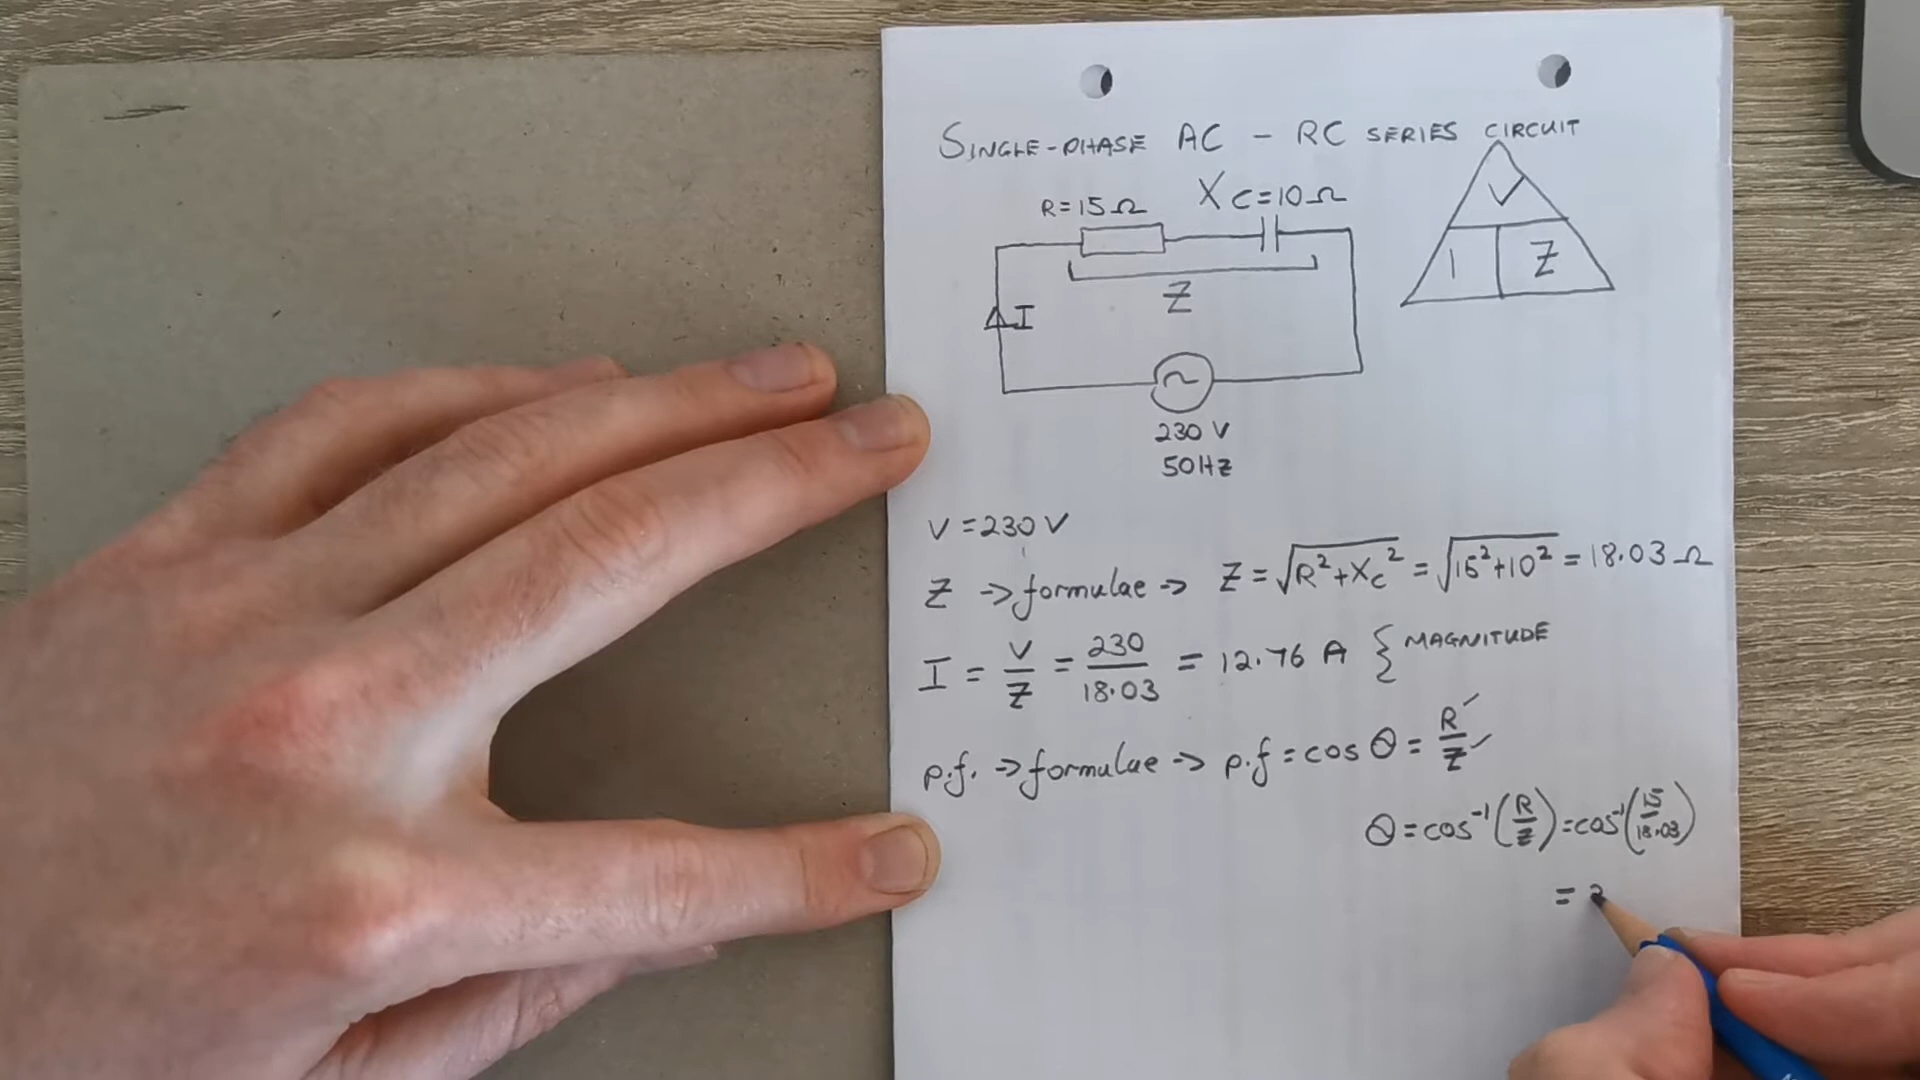 SINGLE-PHASE AC - RC SERIES CIRCUIT
R=15Ω XC=10Ω
V
I Z
Z
I
~
230 V
50HZ
V=230V
Z -> formulae -> Z=√R²+Xc² = √15²+10² = 18.03Ω
I = V/Z = 230/18.03 = 12.76 A { MAGNITUDE
p.f. -> formulae -> p.f = cos θ = R/Z
θ = cos⁻¹(R/Z) = cos⁻¹(15/18.03)
=